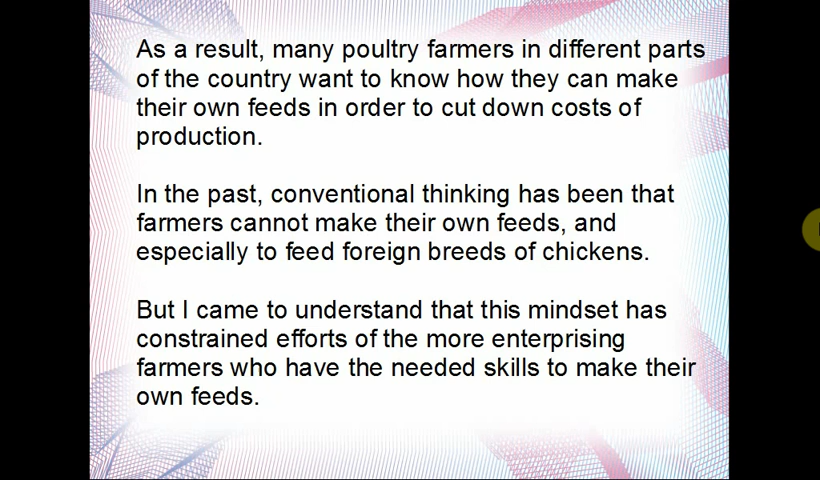 As a result, many poultry farmers in different parts
of the country want to know how they can make
their own feeds in order to cut down costs of
production.
In the past, conventional thinking has been that
farmers cannot make their own feeds, and
especially to feed foreign breeds of chickens.
But I came to understand that this mindset has
constrained efforts of the more enterprising
farmers who have the needed skills to make their
own feeds.